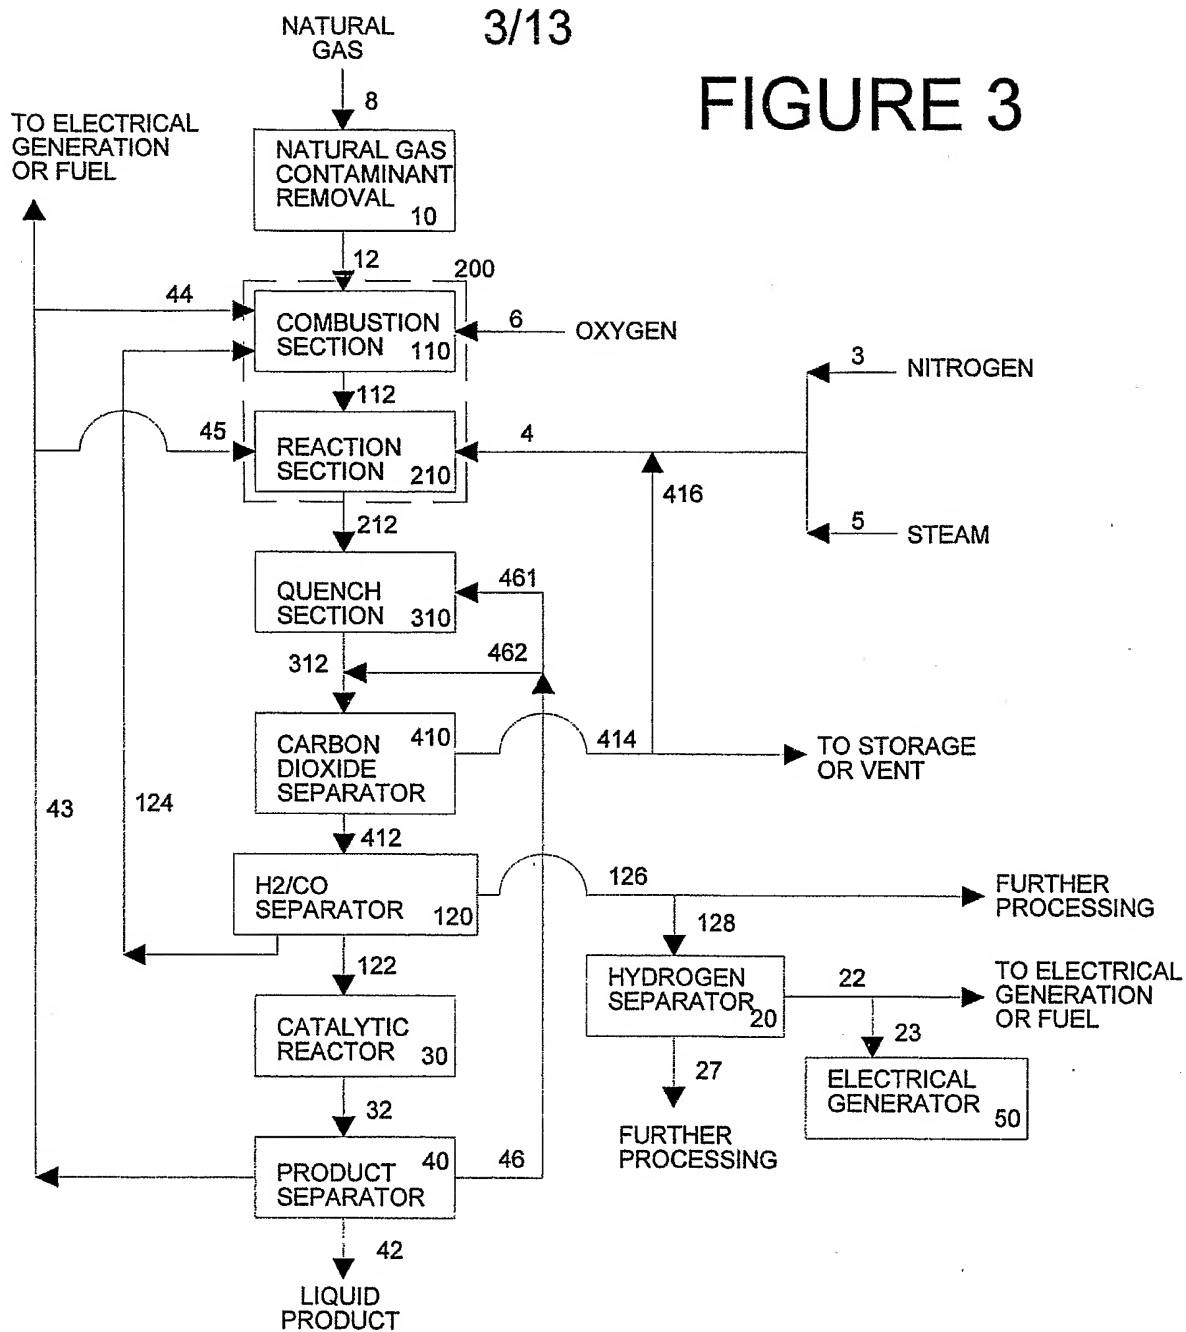 3/13
FIGURE 3
NATURAL
GAS
8
TO ELECTRICAL
GENERATION
OR FUEL
NATURAL GAS
CONTAMINANT
REMOVAL
10
12
200
44
COMBUSTION
SECTION
110
6
OXYGEN
3
NITROGEN
112
45
REACTION
SECTION
210
4
416
212
5
STEAM
QUENCH
SECTION
310
461
312
462
CARBON
DIOXIDE
SEPARATOR
410
414
TO STORAGE
OR VENT
43
124
412
H2/CO
SEPARATOR
120
126
FURTHER
PROCESSING
128
122
HYDROGEN
SEPARATOR
20
22
TO ELECTRICAL
GENERATION
OR FUEL
CATALYTIC
REACTOR
30
23
27
ELECTRICAL
GENERATOR
50
32
FURTHER
PROCESSING
PRODUCT
SEPARATOR
40
46
42
LIQUID
PRODUCT